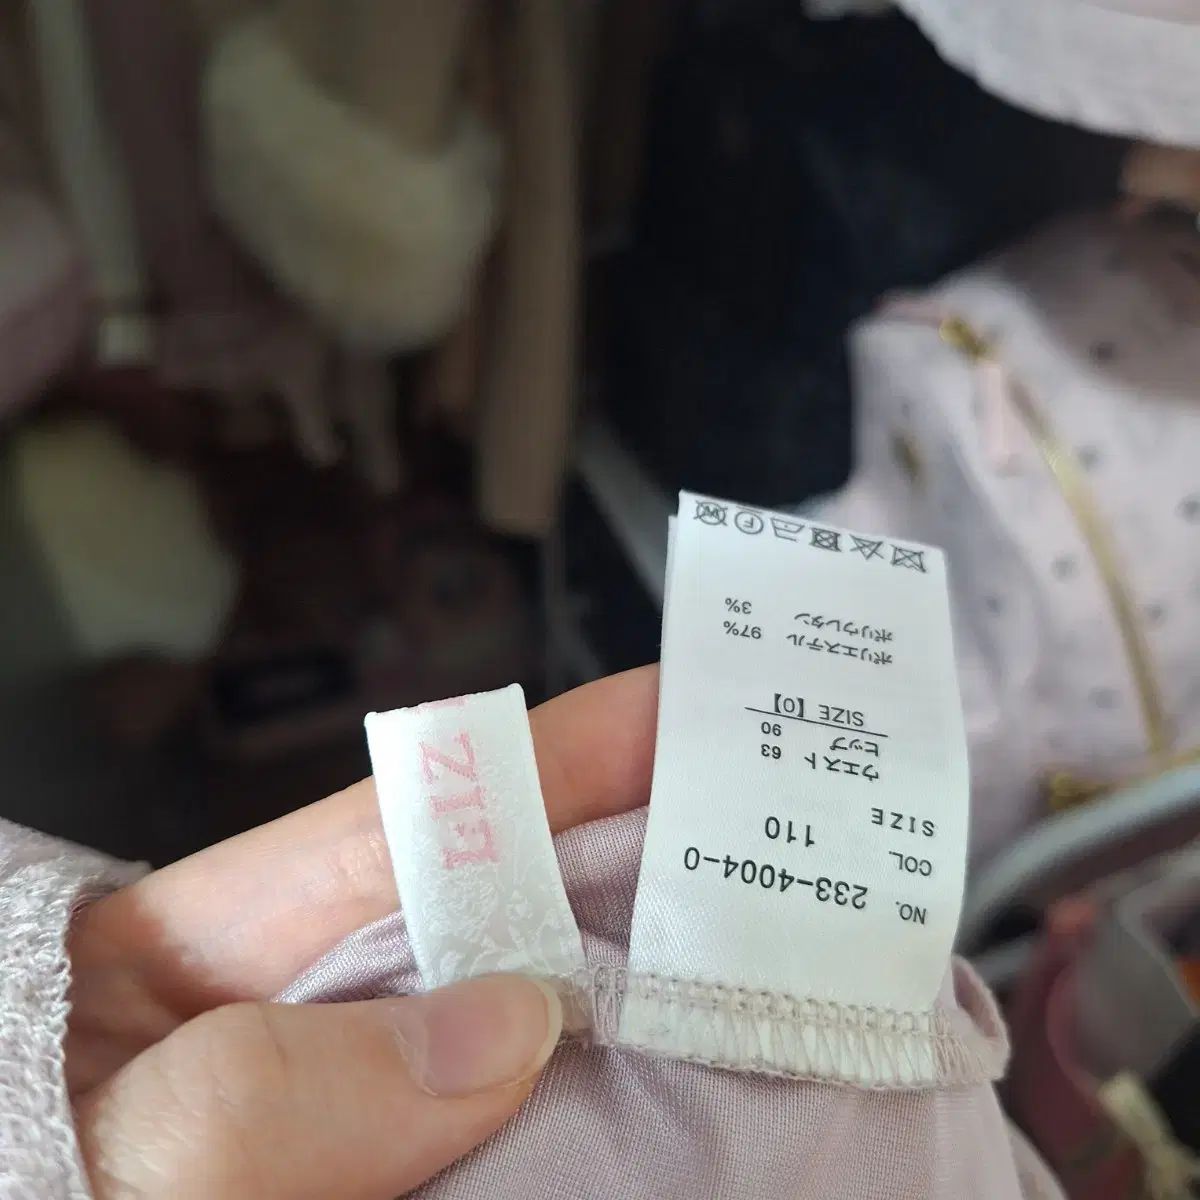 LIZ
NO. 233-4004-0
COL 110
SIZE
ウエスト 63
ヒップ 90
SIZE【0】
ポリエステル 97%
ポリウレタン 3%
F W